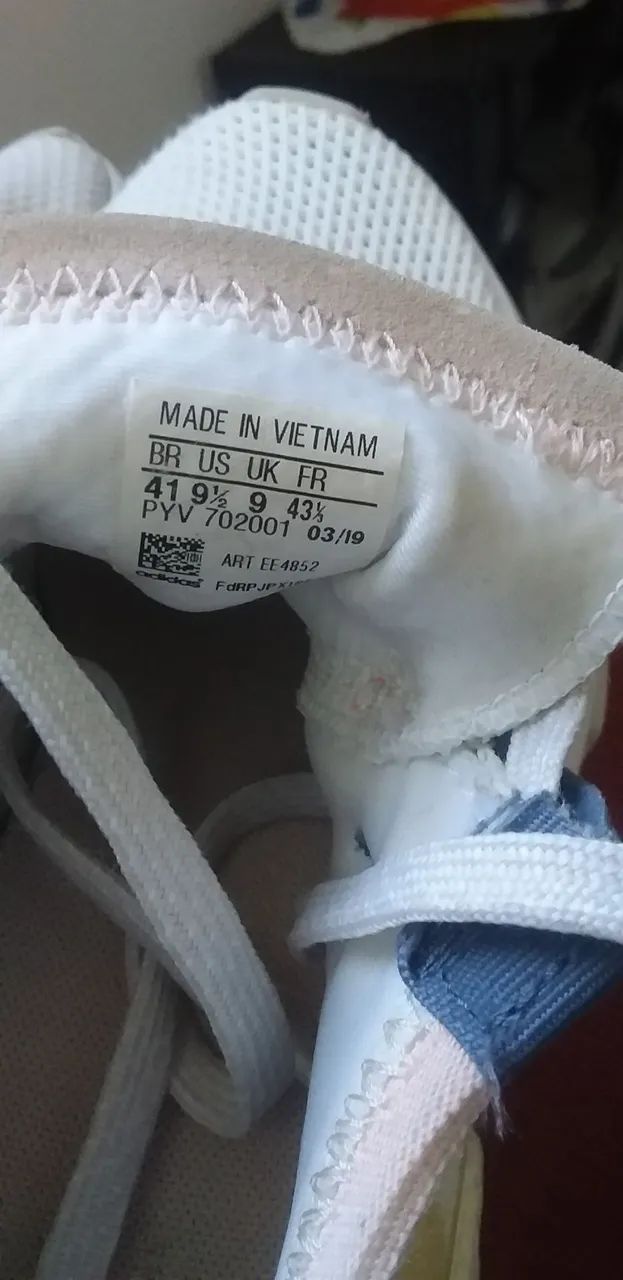 MADE IN VIETNAM
BR US UK FR
41 9½ 9 43⅓
PYV 702001 03/19
ART EE4852
adidas